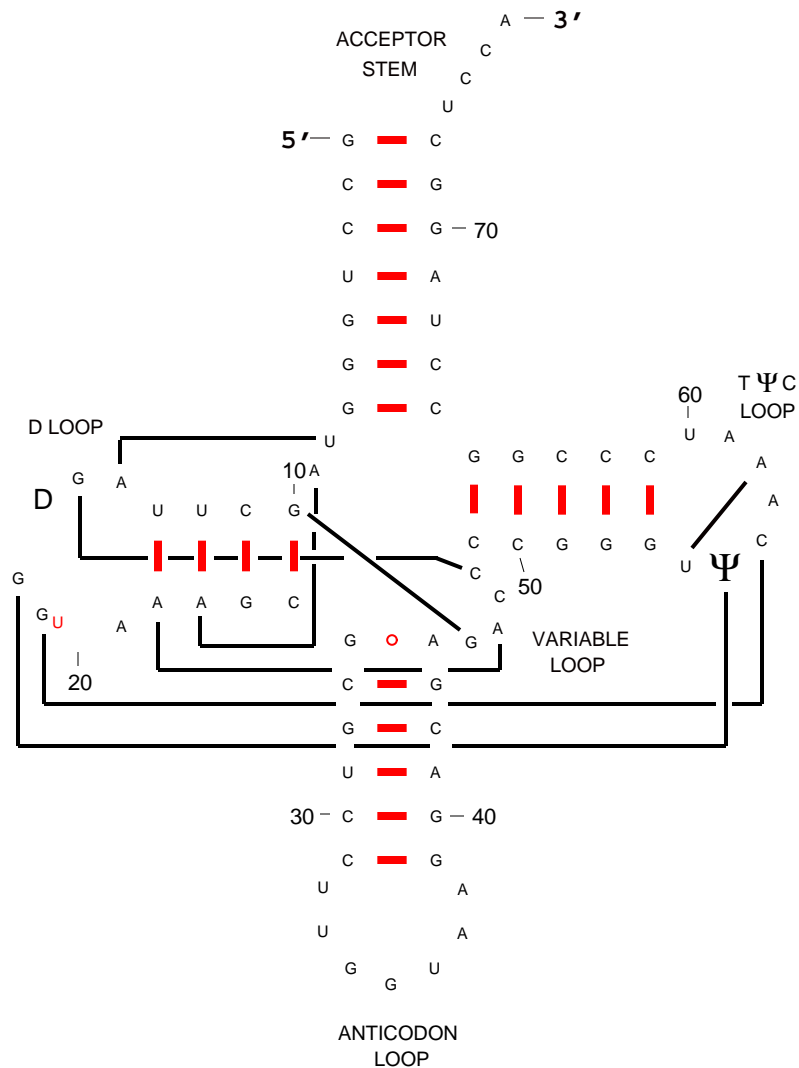 A — 3′
ACCEPTOR C
STEM C
U
5′— G C
C G
C G — 70
U A
G U
G C
G C
T Ψ C
60 LOOP
D LOOP U U A
G G C C C A
10 A
G A A
D U U C G
C C G G G U Ψ C
C 50
G
G U A A A G C C
A
G A G VARIABLE
20 LOOP
C G
G C
U A
30 C G — 40
C G
U A
U A
G U
G
ANTICODON
LOOP